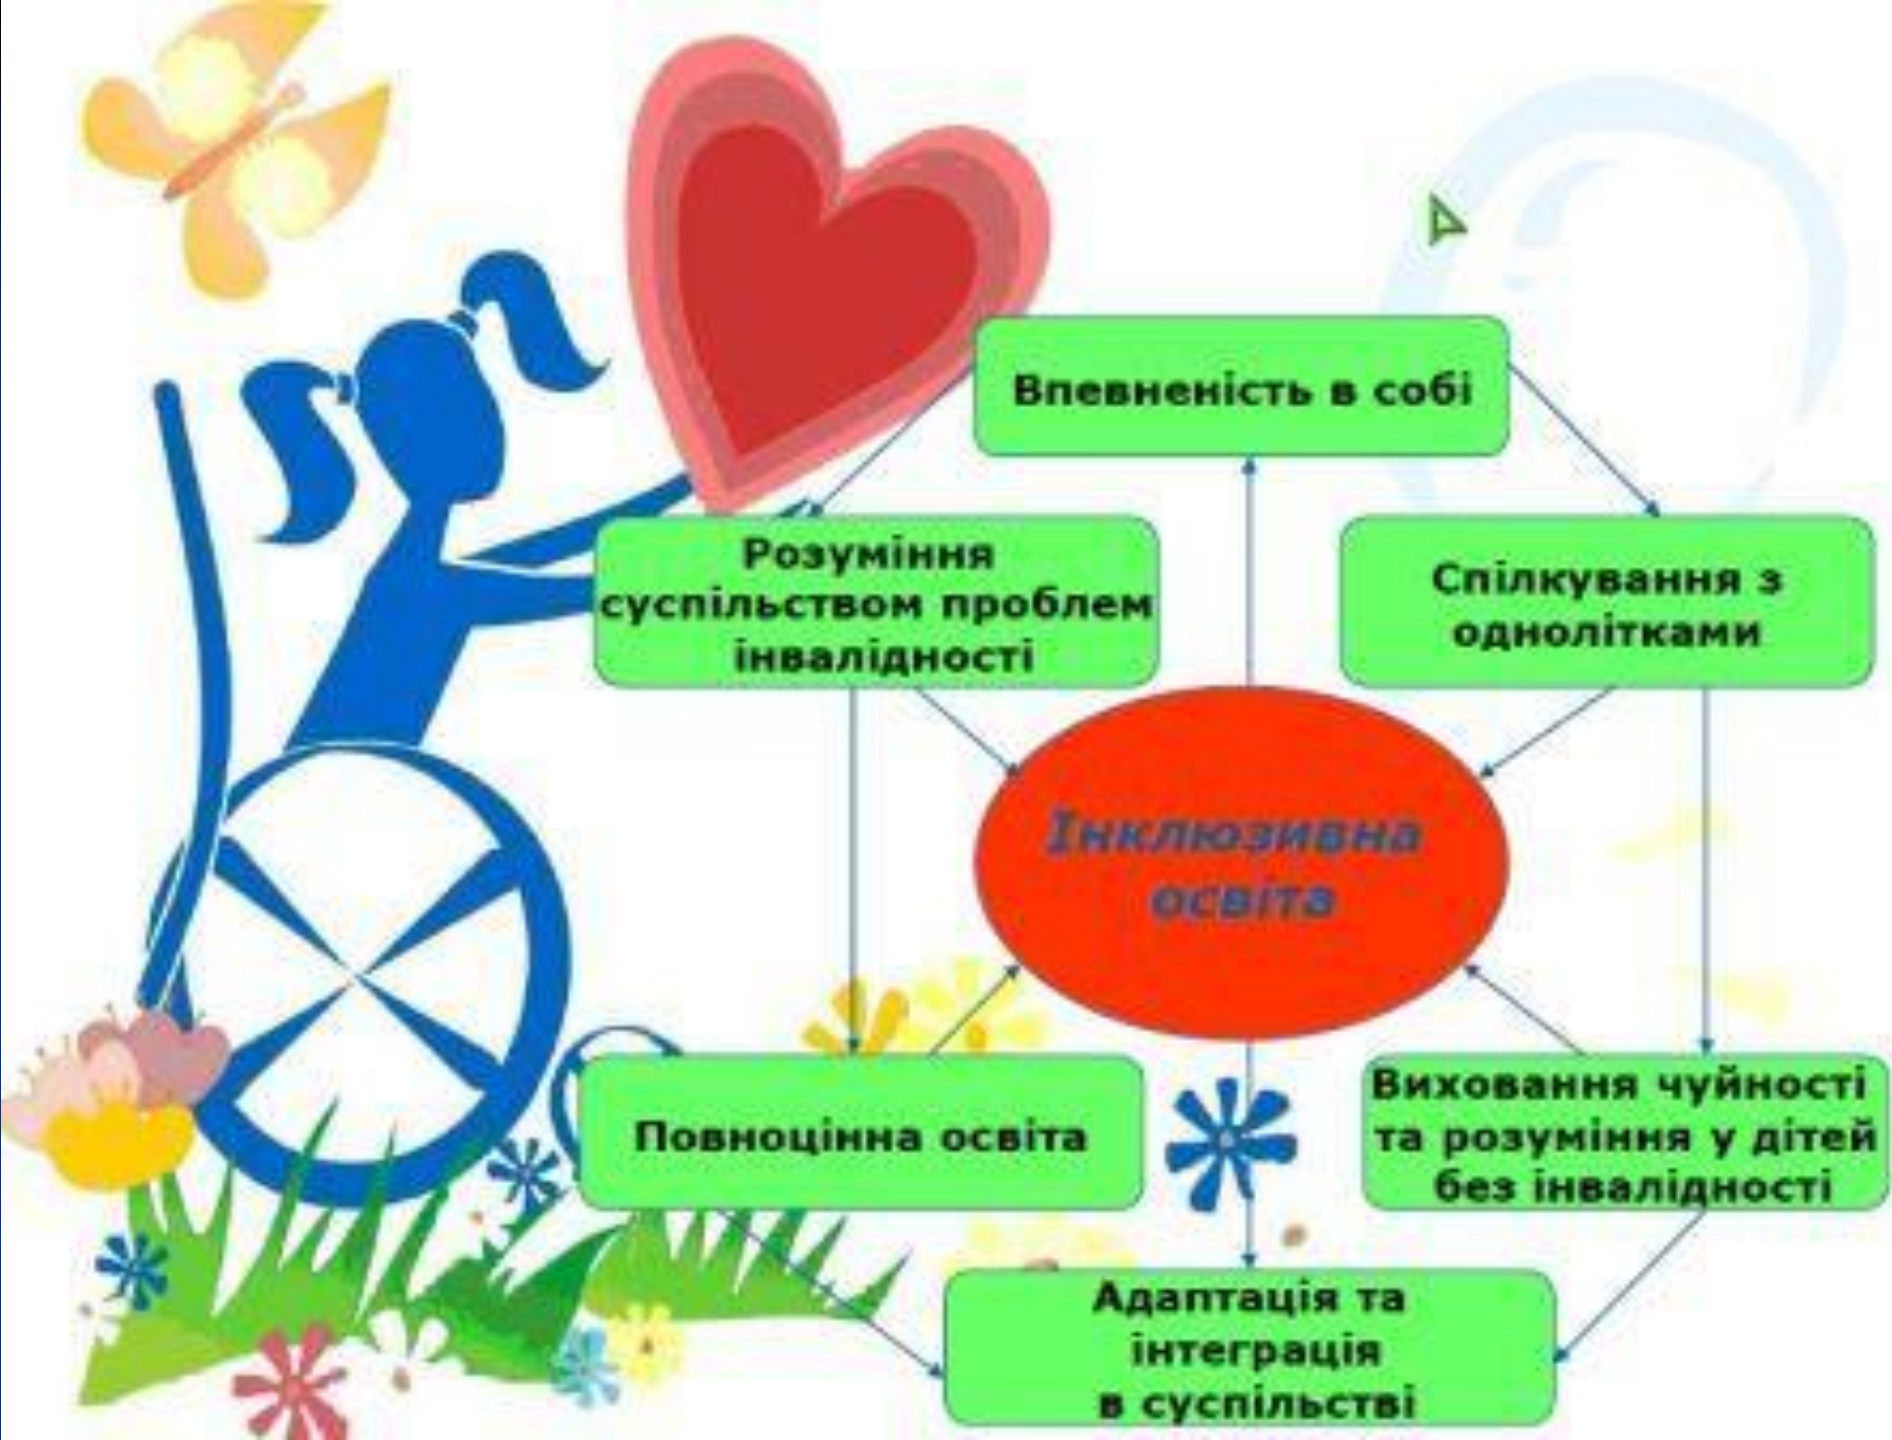 Впевненість в собі
Розуміння
суспільством проблем
інвалідності
Спілкування з
однолітками
Інклюзивна
освіта
Повноцінна освіта
Виховання чуйності
та розуміння у дітей
без інвалідності
Адаптація та
інтеграція
в суспільстві